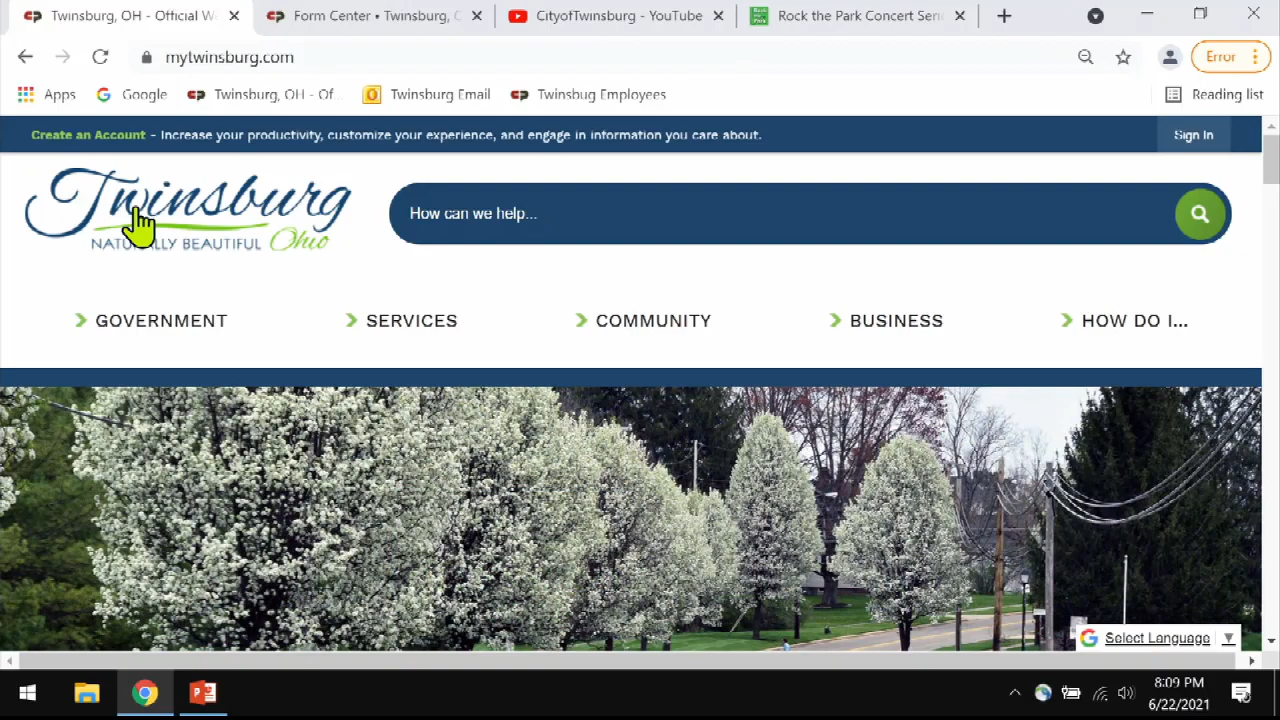 Twinsburg, OH - Official W
Form Center • Twinsburg, C
CityofTwinsburg - YouTube
Rock the Park Concert Seri
mytwinsburg.com
Error
Apps
Google
Twinsburg, OH - Of...
Twinsburg Email
Twinsbug Employees
Reading list
Create an Account - Increase your productivity, customize your experience, and engage in information you care about.
Sign In
Twinsburg
NATURALLY BEAUTIFUL Ohio
How can we help...
GOVERNMENT
SERVICES
COMMUNITY
BUSINESS
HOW DO I...
Select Language
8:09 PM
6/22/2021